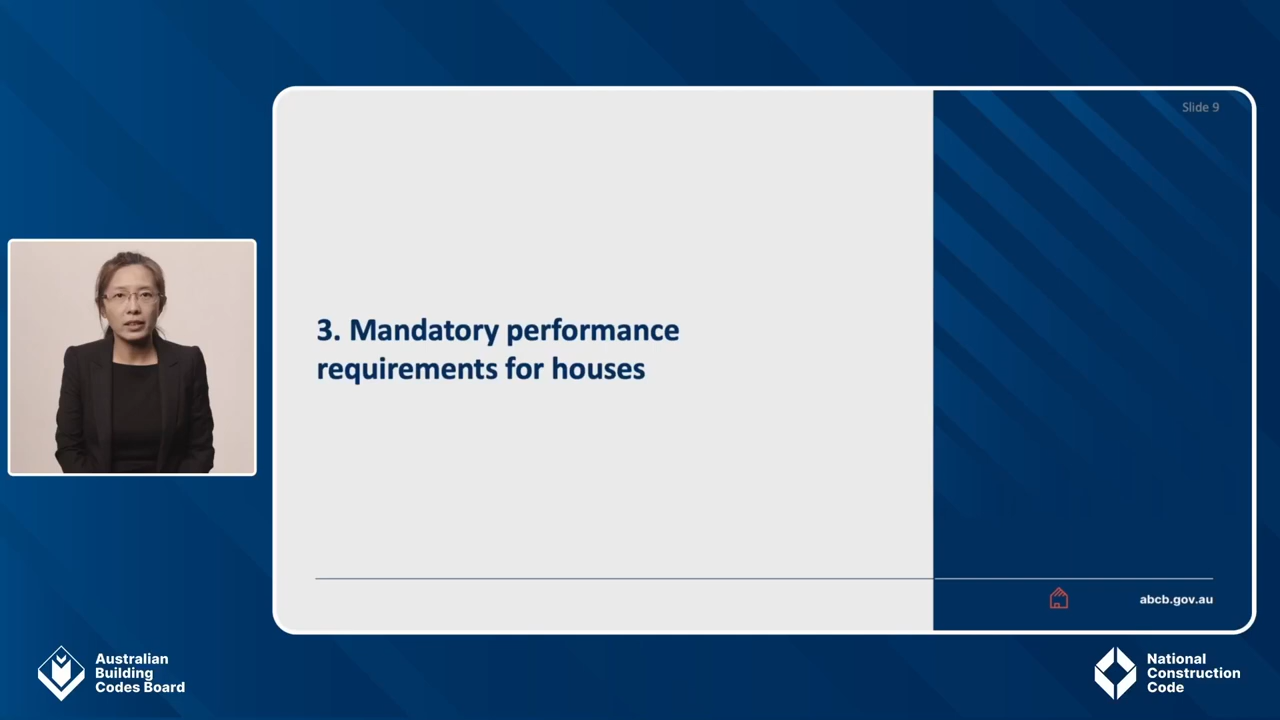 Slide 9
3. Mandatory performance
requirements for houses
abcb.gov.au
Australian
Building
Codes Board
National
Construction
Code